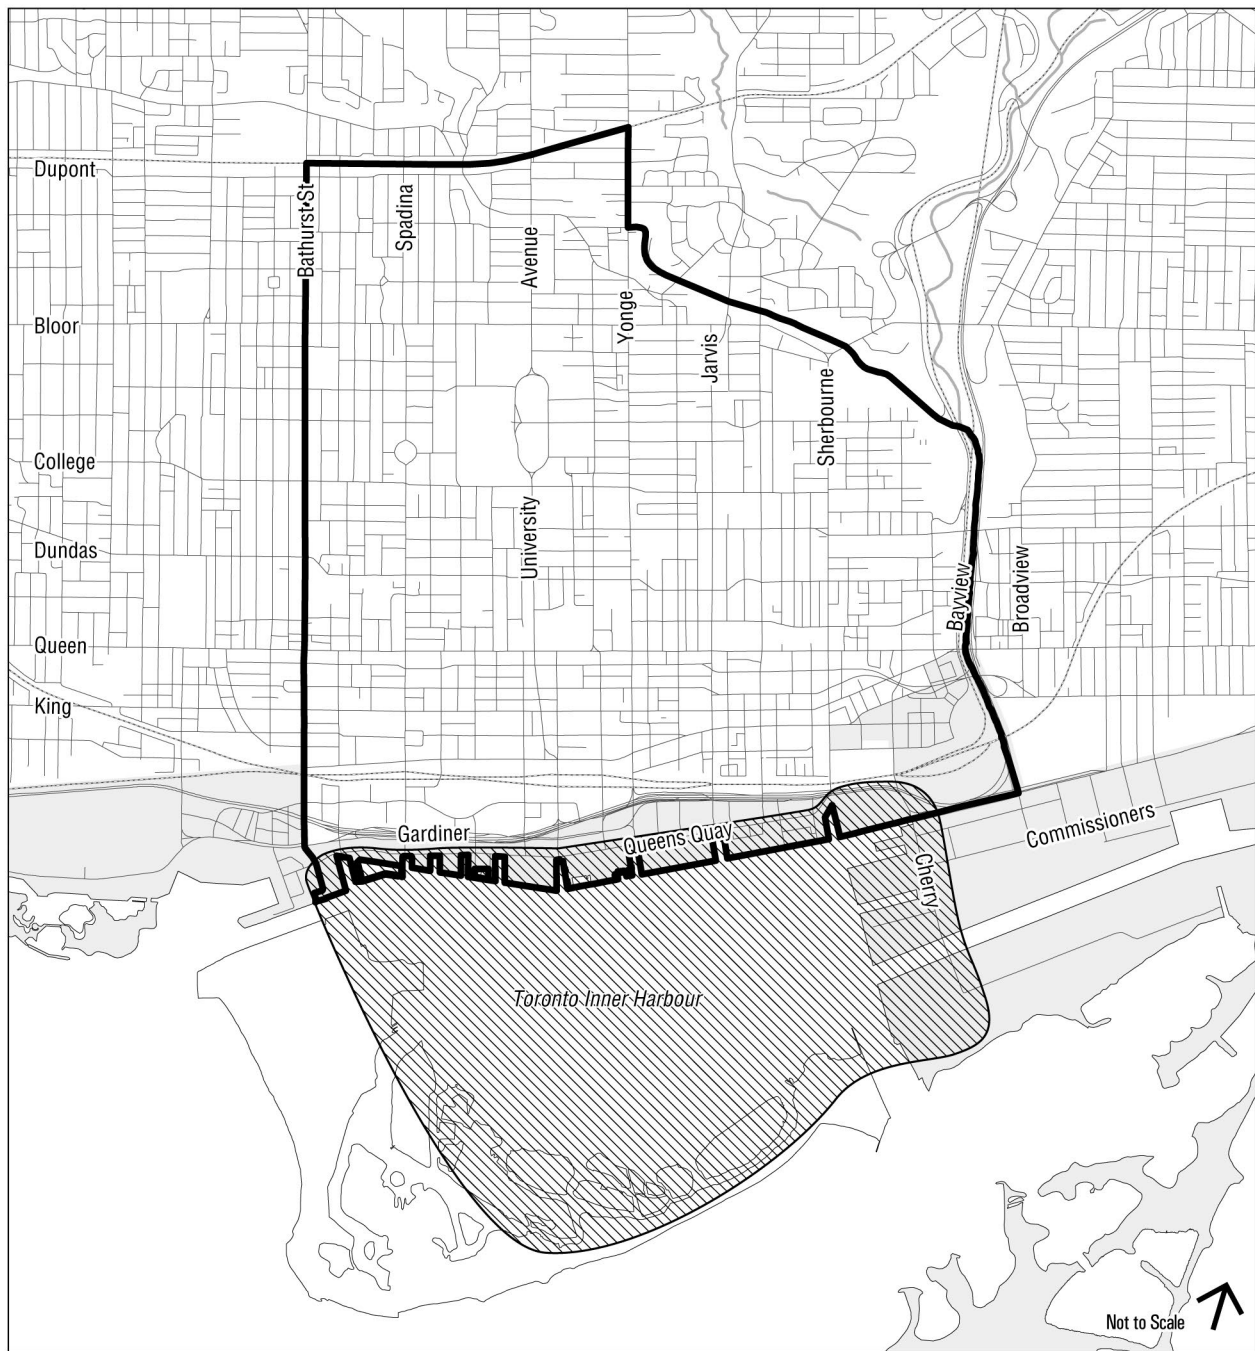 Dupont
Bathurst St
Spadina
Avenue
Yonge
Bloor
Jarvis
Sherbourne
College
University
Dundas
Bayview
Broadview
Queen
King
Gardiner
Queens Quay
Commissioners
Cherry
Toronto Inner Harbour
Not to Scale